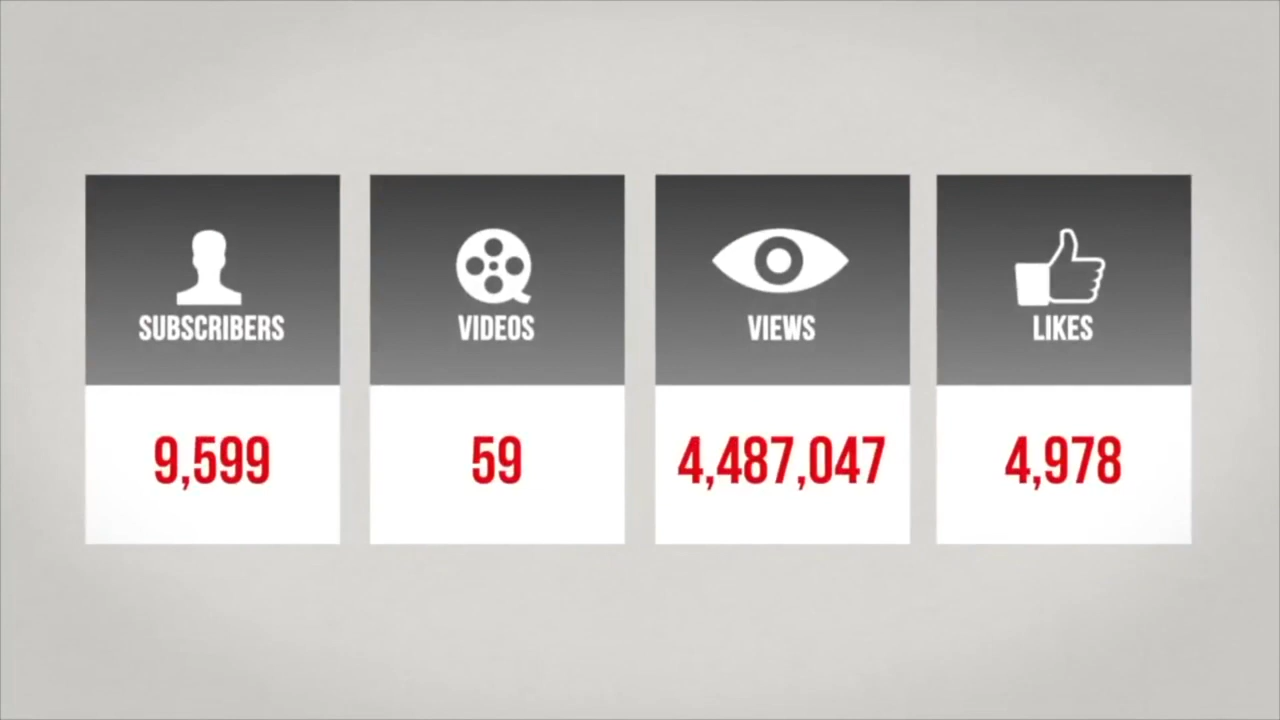 SUBSCRIBERS
9,599
VIDEOS
59
VIEWS
4,487,047
LIKES
4,978